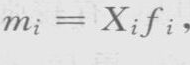 mᵢ = Xᵢfᵢ,